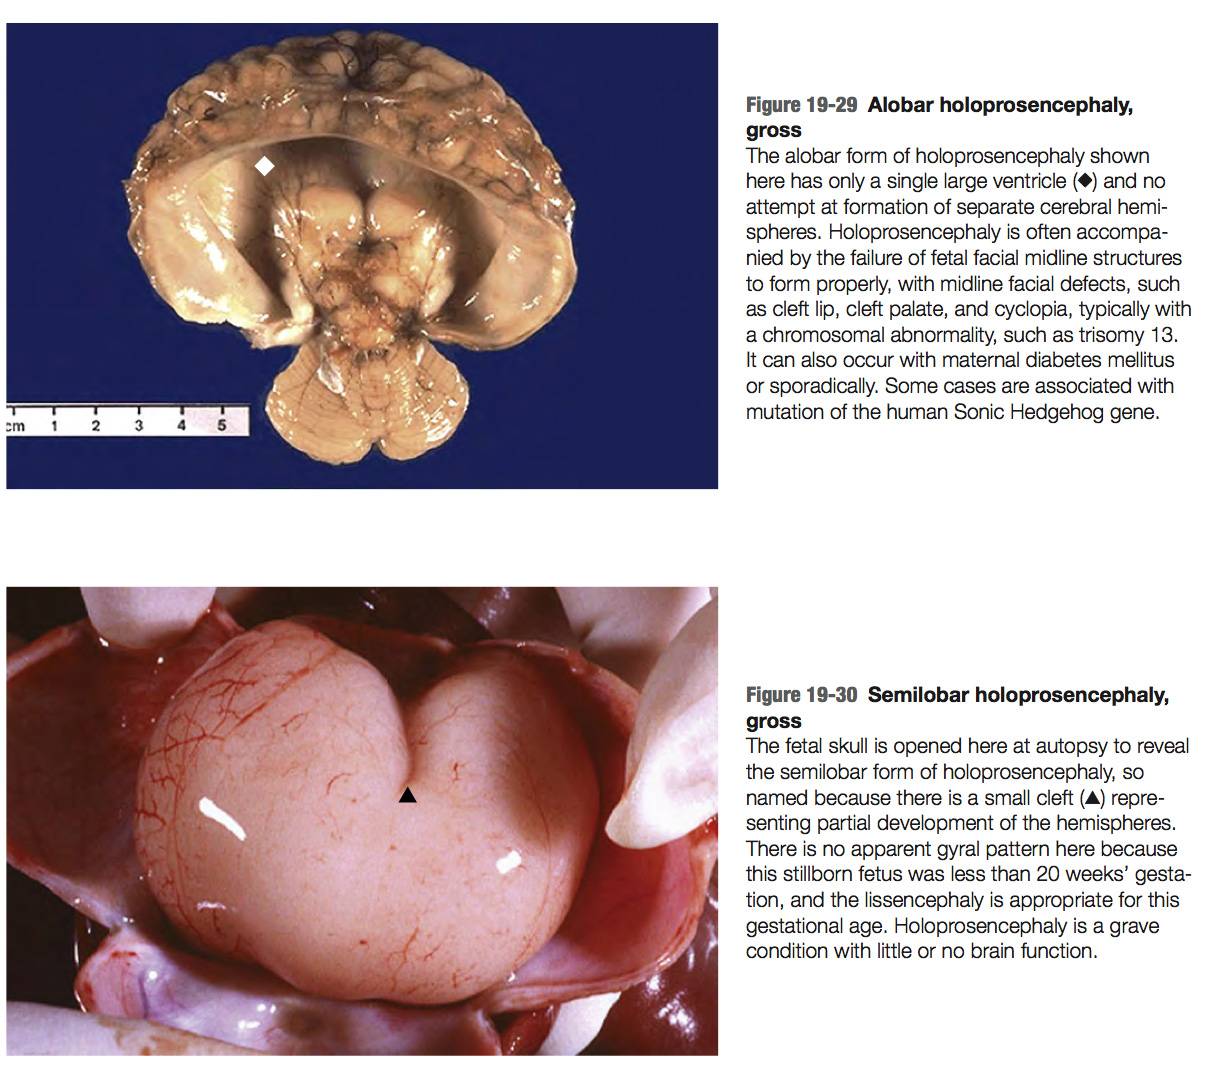 Figure 19-29 Alobar holoprosencephaly,
gross
The alobar form of holoprosencephaly shown
here has only a single large ventricle (◆) and no
attempt at formation of separate cerebral hemi-
spheres. Holoprosencephaly is often accompa-
nied by the failure of fetal facial midline structures
to form properly, with midline facial defects, such
as cleft lip, cleft palate, and cyclopia, typically with
a chromosomal abnormality, such as trisomy 13.
It can also occur with maternal diabetes mellitus
or sporadically. Some cases are associated with
mutation of the human Sonic Hedgehog gene.
cm 1 2 3 4 5
Figure 19-30 Semilobar holoprosencephaly,
gross
The fetal skull is opened here at autopsy to reveal
the semilobar form of holoprosencephaly, so
named because there is a small cleft (▲) repre-
senting partial development of the hemispheres.
There is no apparent gyral pattern here because
this stillborn fetus was less than 20 weeks' gesta-
tion, and the lissencephaly is appropriate for this
gestational age. Holoprosencephaly is a grave
condition with little or no brain function.